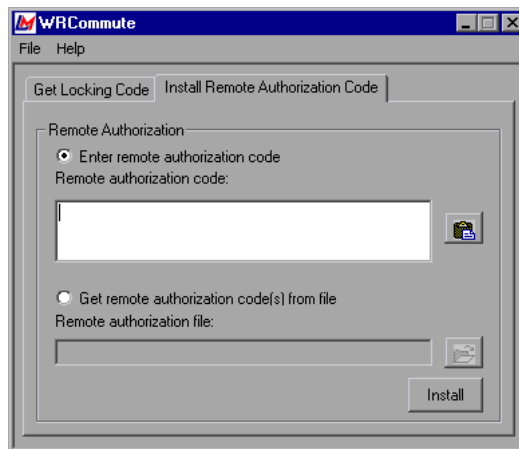 WRCommute
File Help
Get Locking Code Install Remote Authorization Code
Remote Authorization
Enter remote authorization code
Remote authorization code:
Get remote authorization code(s) from file
Remote authorization file:
Install